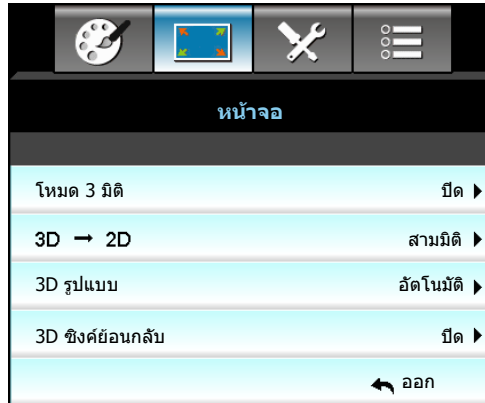 หน้าจอ
โหมด 3 มิติ ปิด
3D → 2D สามมิติ
3D รูปแบบ อัตโนมัติ
3D ซิงค์ย้อนกลับ ปิด
ออก